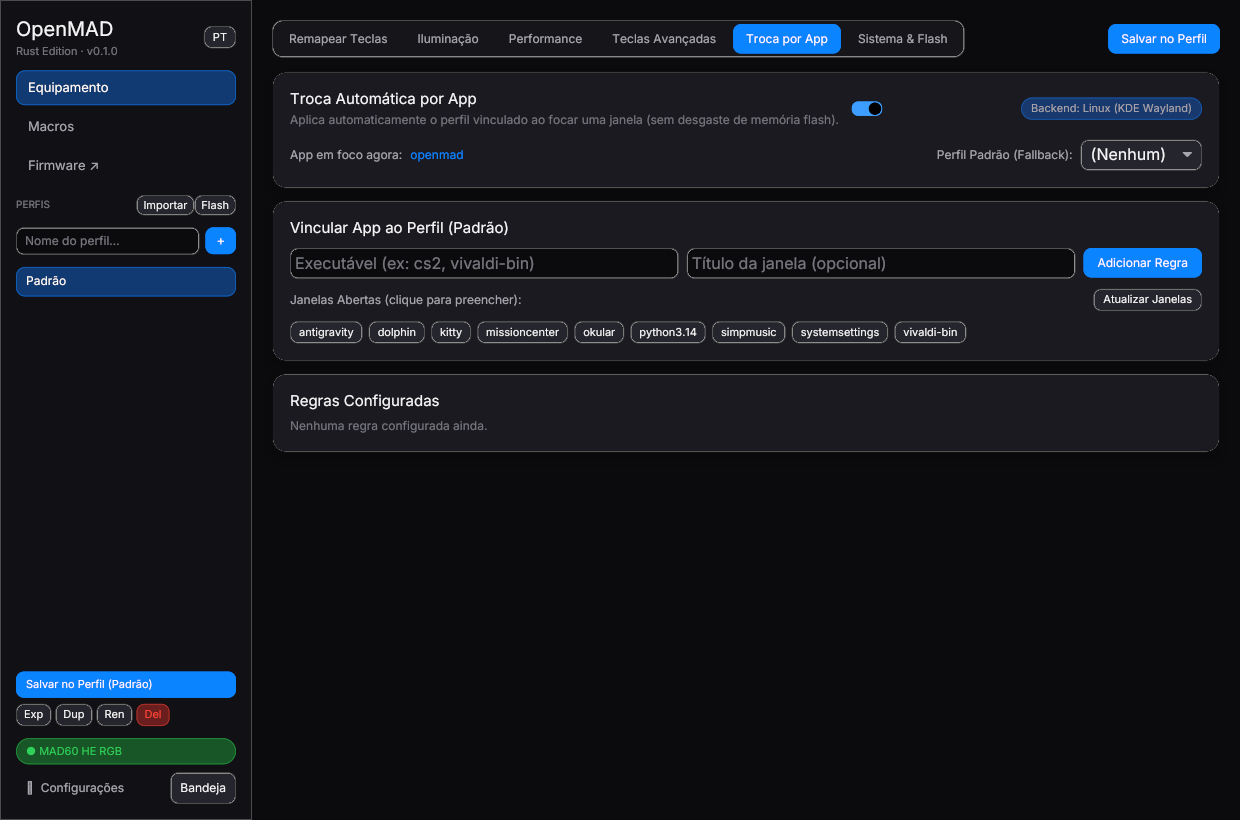 OpenMAD
PT
Rust Edition · v0.1.0
Equipamento
Macros
Firmware ↗
PERFIS
Importar
Flash
Nome do perfil...
+
Padrão
Salvar no Perfil (Padrão)
Exp
Dup
Ren
Del
MAD60 HE RGB
Configurações
Bandeja
Remapear Teclas
Iluminação
Performance
Teclas Avançadas
Troca por App
Sistema & Flash
Salvar no Perfil
Troca Automática por App
Aplica automaticamente o perfil vinculado ao focar uma janela (sem desgaste de memória flash).
Backend: Linux (KDE Wayland)
App em foco agora: openmad
Perfil Padrão (Fallback):
(Nenhum)
Vincular App ao Perfil (Padrão)
Executável (ex: cs2, vivaldi-bin)
Título da janela (opcional)
Adicionar Regra
Janelas Abertas (clique para preencher):
Atualizar Janelas
antigravity
dolphin
kitty
missioncenter
okular
python3.14
simpmusic
systemsettings
vivaldi-bin
Regras Configuradas
Nenhuma regra configurada ainda.